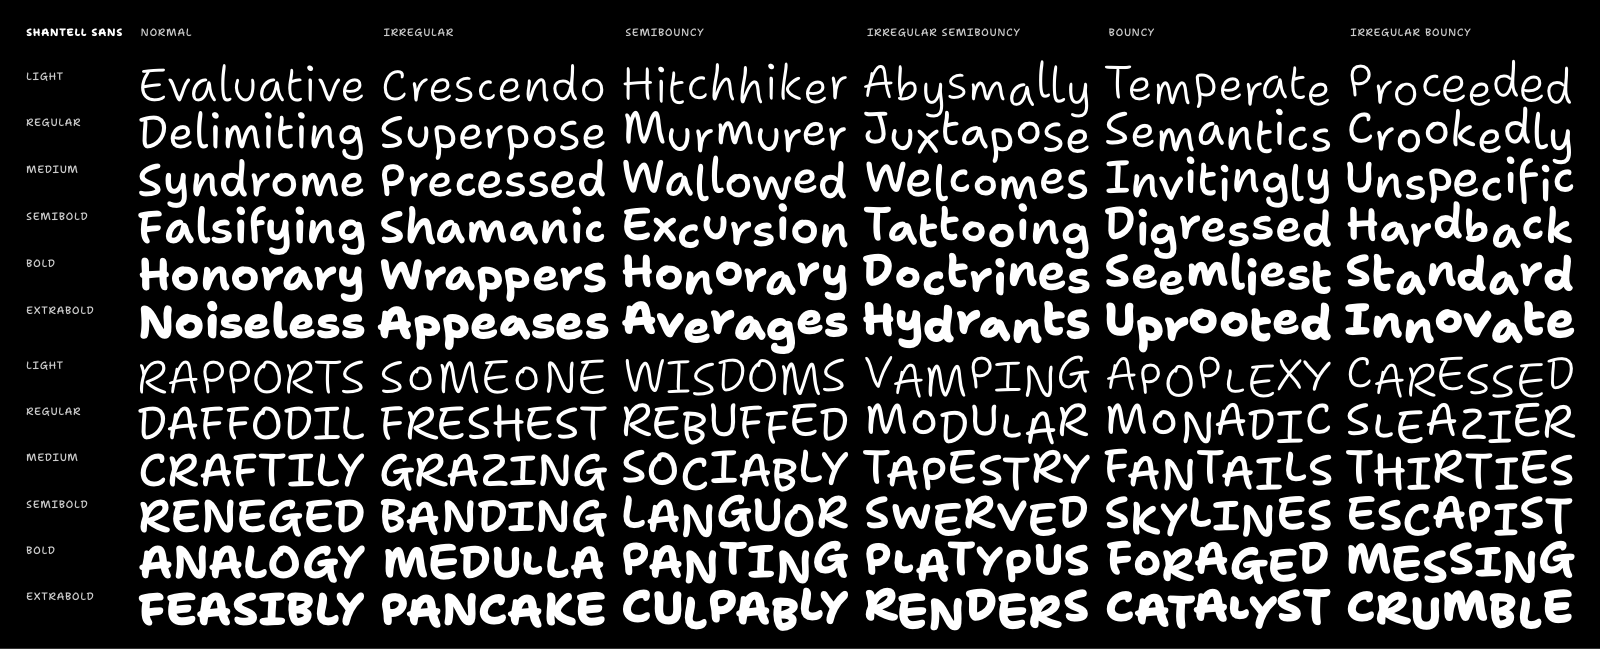 SHANTELL SANS NORMAL IRREGULAR SEMIBOUNCY IRREGULAR SEMIBOUNCY BOUNCY IRREGULAR BOUNCY
LIGHT Evaluative Crescendo Hitchhiker Abysmally Temperate Proceeded
REGULAR Delimiting Superpose Murmurer Juxtapose Semantics Crookedly
MEDIUM Syndrome Precessed Wallowed Welcomes Invitingly Unspecific
SEMIBOLD Falsifying Shamanic Excursion Tattooing Digressed Hardback
BOLD Honorary Wrappers Honorary Doctrines Seemliest Standard
EXTRABOLD Noiseless Appeases Averages Hydrants Uprooted Innovate
LIGHT RAPPORTS SOMEONE WISDOMS VAMPING APOPLEXY CARESSED
REGULAR DAFFODIL FRESHEST REBUFFED MODULAR MONADIC SLEAZIER
MEDIUM CRAFTILY GRAZING SOCIABLY TAPESTRY FANTAILS THIRTIES
SEMIBOLD RENEGED BANDING LANGUOR SWERVED SKYLINES ESCAPIST
BOLD ANALOGY MEDULLA PANTING PLATYPUS FORAGED MESSING
EXTRABOLD FEASIBLY PANCAKE CULPABLY RENDERS CATALYST CRUMBLE